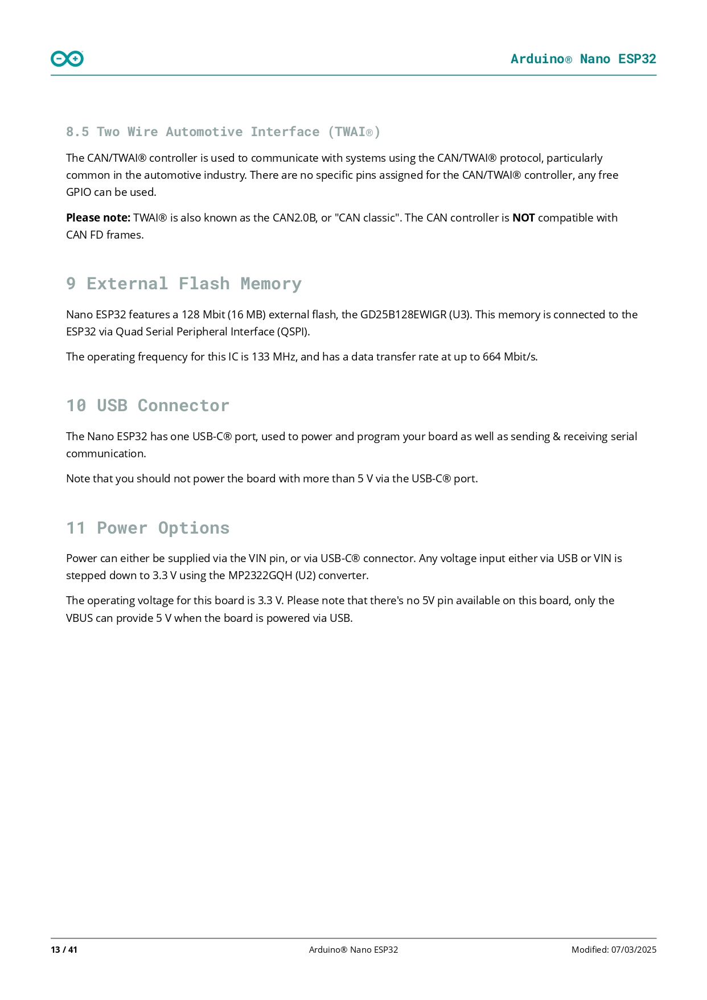 Arduino® Nano ESP32
8.5 Two Wire Automotive Interface (TWAI®)
The CAN/TWAI® controller is used to communicate with systems using the CAN/TWAI® protocol, particularly
common in the automotive industry. There are no specific pins assigned for the CAN/TWAI® controller, any free
GPIO can be used.
Please note: TWAI® is also known as the CAN2.0B, or "CAN classic". The CAN controller is NOT compatible with
CAN FD frames.
9 External Flash Memory
Nano ESP32 features a 128 Mbit (16 MB) external flash, the GD25B128EWIGR (U3). This memory is connected to the
ESP32 via Quad Serial Peripheral Interface (QSPI).
The operating frequency for this IC is 133 MHz, and has a data transfer rate at up to 664 Mbit/s.
10 USB Connector
The Nano ESP32 has one USB-C® port, used to power and program your board as well as sending & receiving serial
communication.
Note that you should not power the board with more than 5 V via the USB-C® port.
11 Power Options
Power can either be supplied via the VIN pin, or via USB-C® connector. Any voltage input either via USB or VIN is
stepped down to 3.3 V using the MP2322GQH (U2) converter.
The operating voltage for this board is 3.3 V. Please note that there's no 5V pin available on this board, only the
VBUS can provide 5 V when the board is powered via USB.
13 / 41 Arduino® Nano ESP32 Modified: 07/03/2025